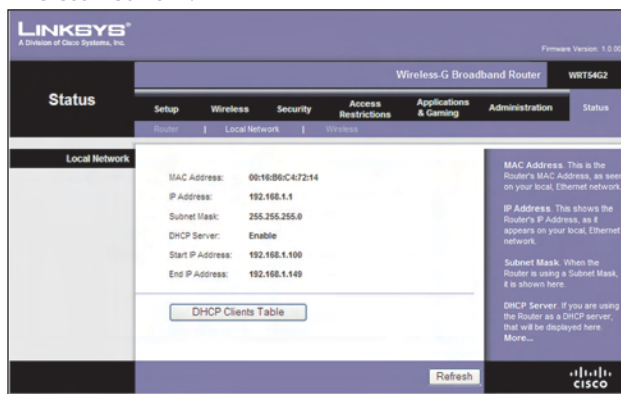 LINKSYS®
A Division of Cisco Systems, Inc.
Firmware Version: 1.0.00
Wireless-G Broadband Router
WRT54G2
Status
Setup
Wireless
Security
Access Restrictions
Applications & Gaming
Administration
Status
Router | Local Network | Wireless
Local Network
MAC Address: 00:16:B6:C4:72:14
IP Address: 192.168.1.1
Subnet Mask: 255.255.255.0
DHCP Server: Enable
Start IP Address: 192.168.1.100
End IP Address: 192.168.1.149
DHCP Clients Table
MAC Address. This is the
Router's MAC Address, as seen
on your local, Ethernet network.
IP Address. This shows the
Router's IP Address, as it
appears on your local, Ethernet
network.
Subnet Mask. When the
Router is using a Subnet Mask,
it is shown here.
DHCP Server. If you are using
the Router as a DHCP server,
that will be displayed here.
More...
Refresh
CISCO